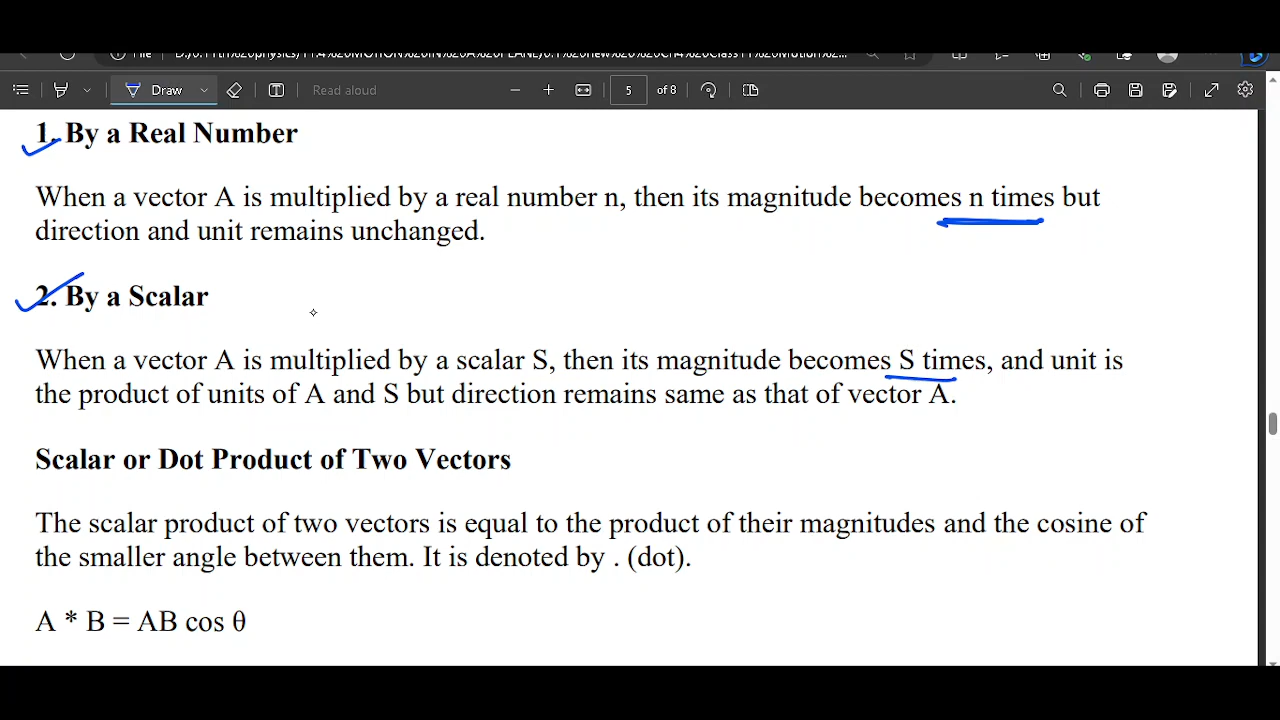 Draw
Read aloud
5 of 8
1. By a Real Number
When a vector A is multiplied by a real number n, then its magnitude becomes n times but
direction and unit remains unchanged.
2. By a Scalar
When a vector A is multiplied by a scalar S, then its magnitude becomes S times, and unit is
the product of units of A and S but direction remains same as that of vector A.
Scalar or Dot Product of Two Vectors
The scalar product of two vectors is equal to the product of their magnitudes and the cosine of
the smaller angle between them. It is denoted by . (dot).
A * B = AB cos θ